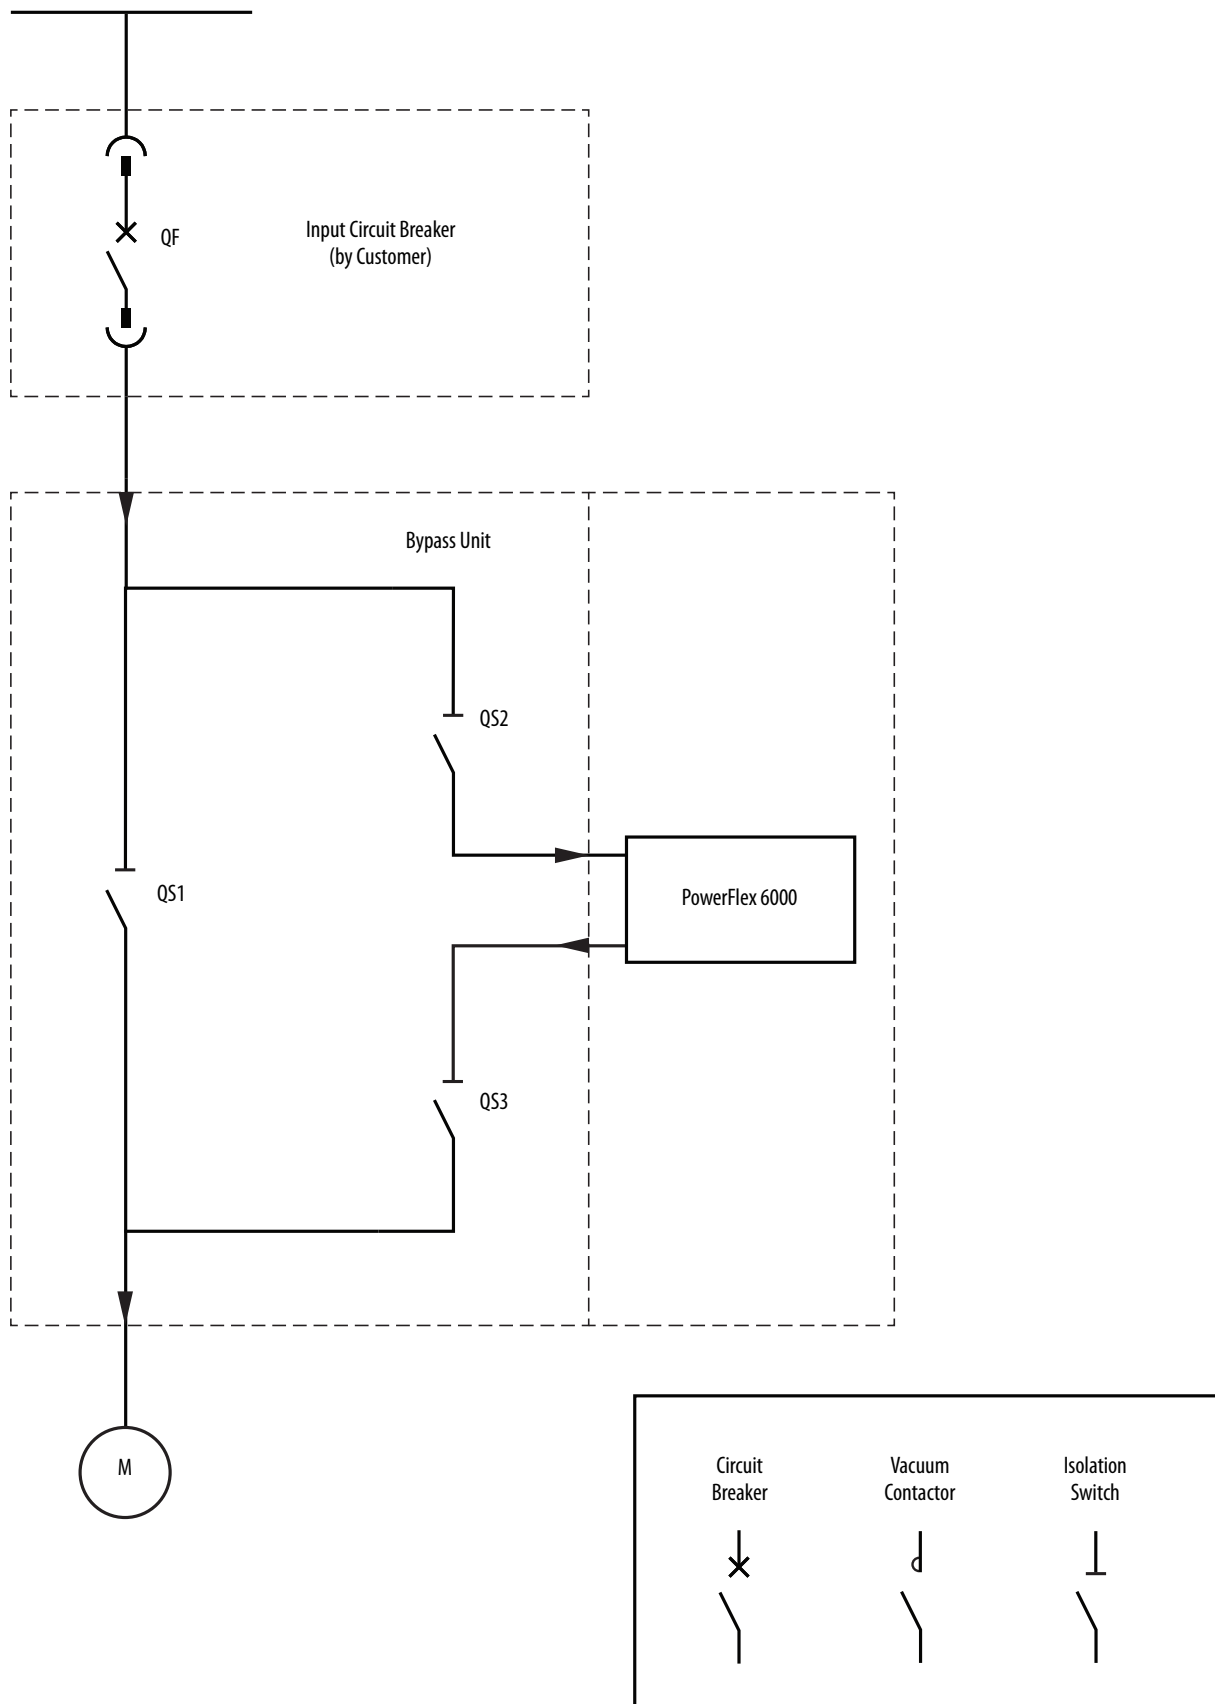 QF
Input Circuit Breaker
(by Customer)
Bypass Unit
QS2
QS1
PowerFlex 6000
QS3
M
Circuit
Breaker
Vacuum
Contactor
Isolation
Switch